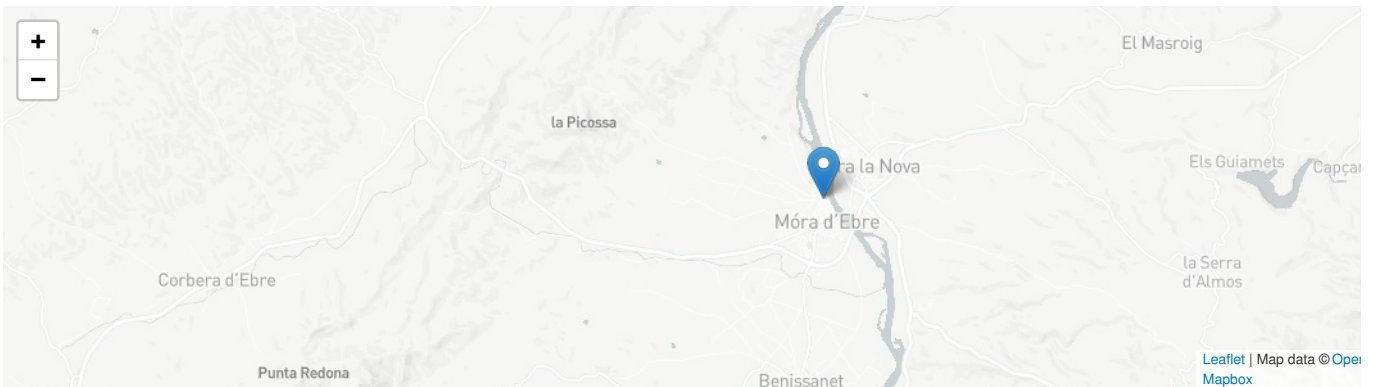 +
−
El Masroig
la Picossa
ra la Nova
Els Guiamets
Capçan
Móra d'Ebre
Corbera d'Ebre
la Serra
d'Almos
Punta Redona
Benissanet
Leaflet | Map data © Oper
Mapbox